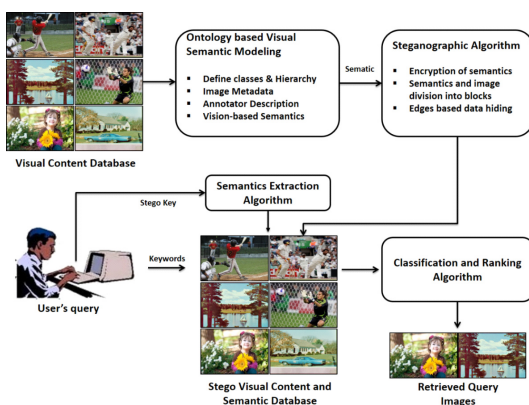 Ontology based Visual
Semantic Modeling
▪ Define classes & Hierarchy
▪ Image Metadata
▪ Annotator Description
▪ Vision-based Semantics
Sematic
Steganographic Algorithm
▪ Encryption of semantics
▪ Semantics and image
division into blocks
▪ Edges based data hiding
Visual Content Database
Semantics Extraction
Algorithm
Stego Key
Keywords
Classification and Ranking
Algorithm
User's query
Stego Visual Content and
Semantic Database
Retrieved Query
Images